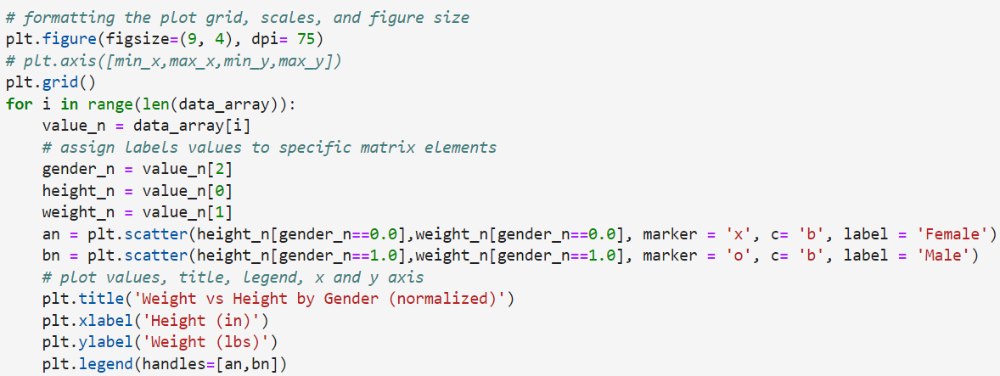 # formatting the plot grid, scales, and figure size
plt.figure(figsize=(9, 4), dpi= 75)
# plt.axis([min_x,max_x,min_y,max_y])
plt.grid()
for i in range(len(data_array)):
    value_n = data_array[i]
    # assign labels values to specific matrix elements
    gender_n = value_n[2]
    height_n = value_n[0]
    weight_n = value_n[1]
    an = plt.scatter(height_n[gender_n==0.0],weight_n[gender_n==0.0], marker = 'x', c= 'b', label = 'Female')
    bn = plt.scatter(height_n[gender_n==1.0],weight_n[gender_n==1.0], marker = 'o', c= 'b', label = 'Male')
    # plot values, title, legend, x and y axis
    plt.title('Weight vs Height by Gender (normalized)')
    plt.xlabel('Height (in)')
    plt.ylabel('Weight (lbs)')
    plt.legend(handles=[an,bn])